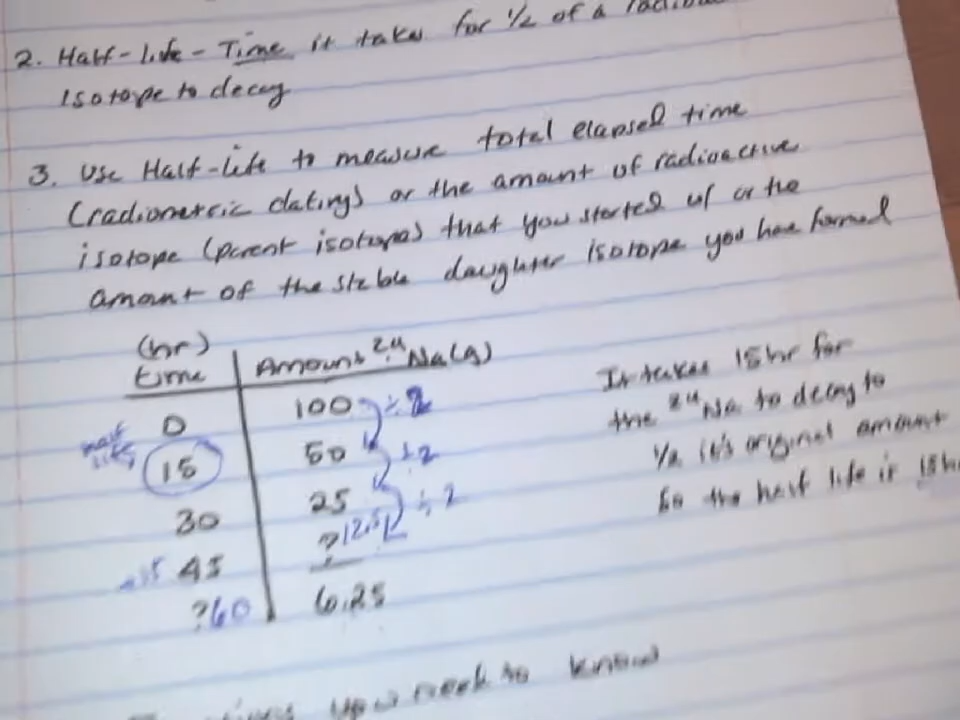 2. Half-life - Time it takes for 1/2 of a
isotope to decay
3. Use Half-life to measure total elapsed time
(radiometric dating) or the amount of radioactive
isotope (parent isotope) that you started w/ or the
amount of the stable daughter isotope you have formed
(hr)
time Amount 24 Na(g)
0 100 ÷2
half life 15 50 ÷2
30 25 ÷2
45 ? 12.5
?60 6.25
It takes 15hr for
the 24Na to decay to
1/2 it's original amount
So the half life is 15hr
you need to know